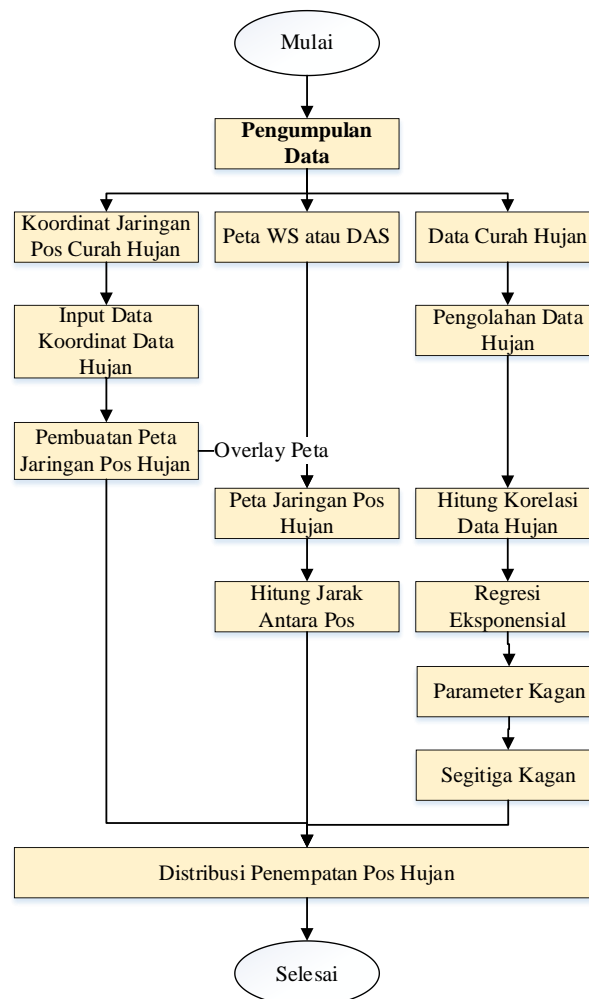 Mulai
Pengumpulan
Data
Koordinat Jaringan
Pos Curah Hujan
Peta WS atau DAS
Data Curah Hujan
Input Data
Koordinat Data
Hujan
Pengolahan Data
Hujan
Pembuatan Peta
Jaringan Pos Hujan
Overlay Peta
Peta Jaringan Pos
Hujan
Hitung Korelasi
Data Hujan
Hitung Jarak
Antara Pos
Regresi
Eksponensial
Parameter Kagan
Segitiga Kagan
Distribusi Penempatan Pos Hujan
Selesai